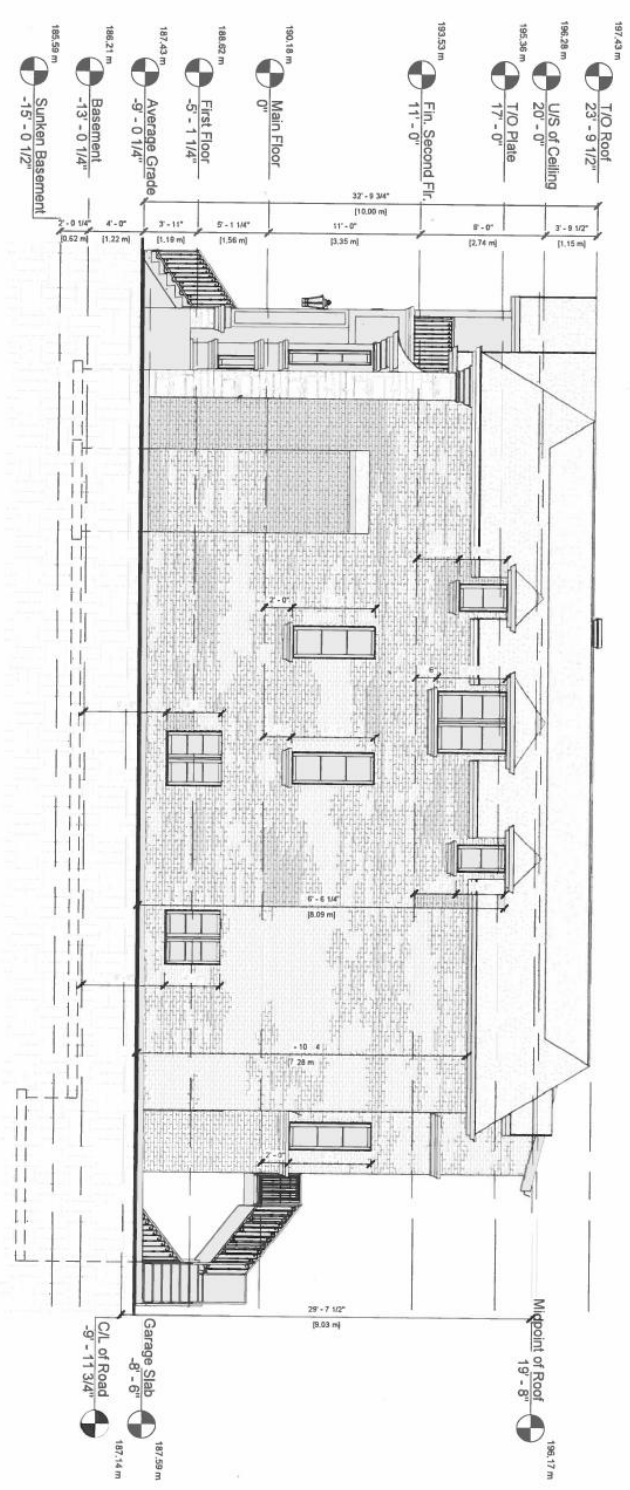 197.43 m
T/O Roof
23' - 9 1/2"
196.28 m
U/S of Ceiling
20' - 0"
195.36 m
T/O Plate
17' - 0"
193.53 m
Fin. Second Flr.
11' - 0"
190.18 m
Main Floor
0"
188.62 m
First Floor
-5' - 1 1/4"
187.43 m
Average Grade
-9' - 0 1/4"
186.21 m
Basement
-13' - 0 1/4"
185.59 m
Sunken Basement
-15' - 0 1/2"
32' - 9 3/4"
[10.00 m]
3' - 9 1/2"
[1.15 m]
[2.74 m]
11' - 0"
[3.35 m]
5' - 1 1/4"
[1.56 m]
3' - 11"
[1.19 m]
4' - 0"
[1.22 m]
2' - 0 1/4"
[0.62 m]
2' - 0"
6"
6' - 6 1/4"
[8.09 m]
- 10 4
7 28 m
2' - 0"
29' - 7 1/2"
[9.03 m]
Midpoint of Roof
19' - 8"
196.17 m
Garage Slab
-8' - 6"
187.59 m
C/L of Road
-9' - 11 3/4"
187.14 m